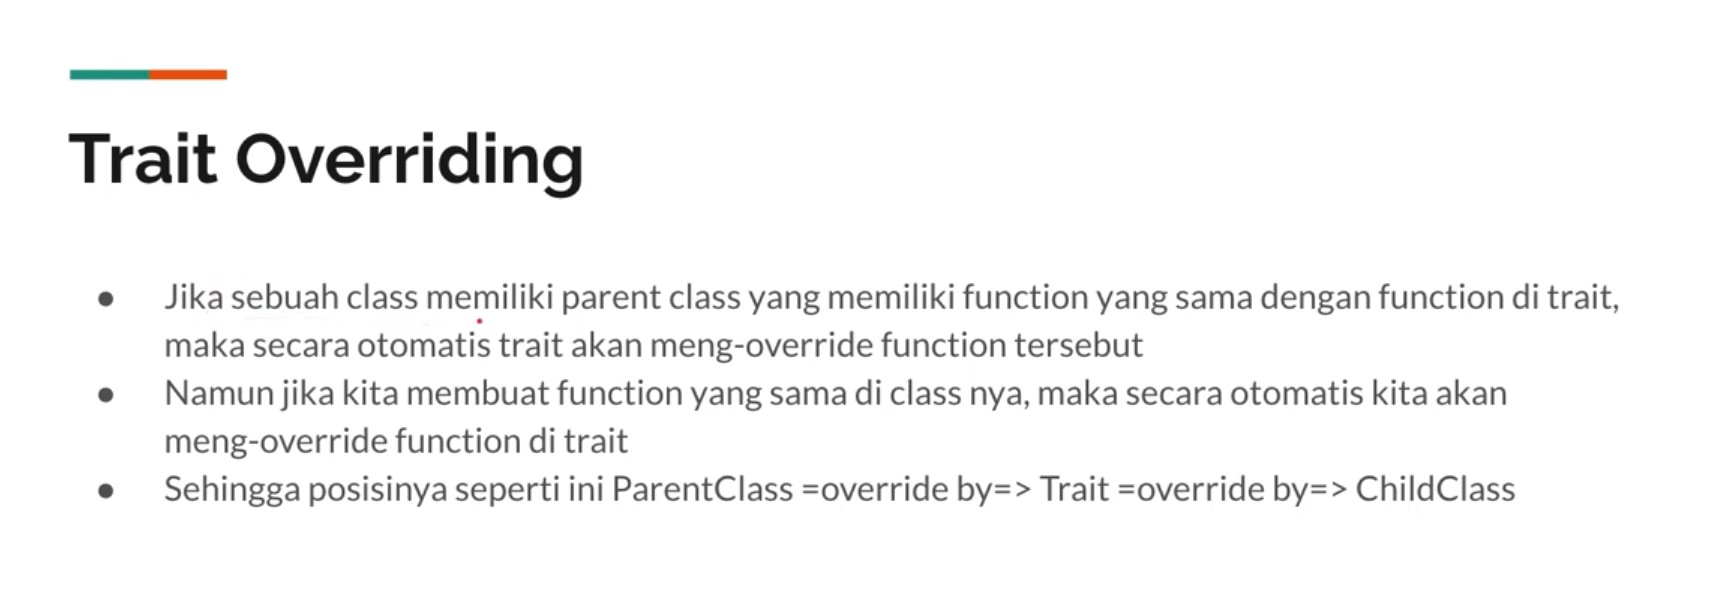 Trait Overriding
● Jika sebuah class memiliki parent class yang memiliki function yang sama dengan function di trait,
maka secara otomatis trait akan meng-override function tersebut
● Namun jika kita membuat function yang sama di class nya, maka secara otomatis kita akan
meng-override function di trait
● Sehingga posisinya seperti ini ParentClass =override by=> Trait =override by=> ChildClass